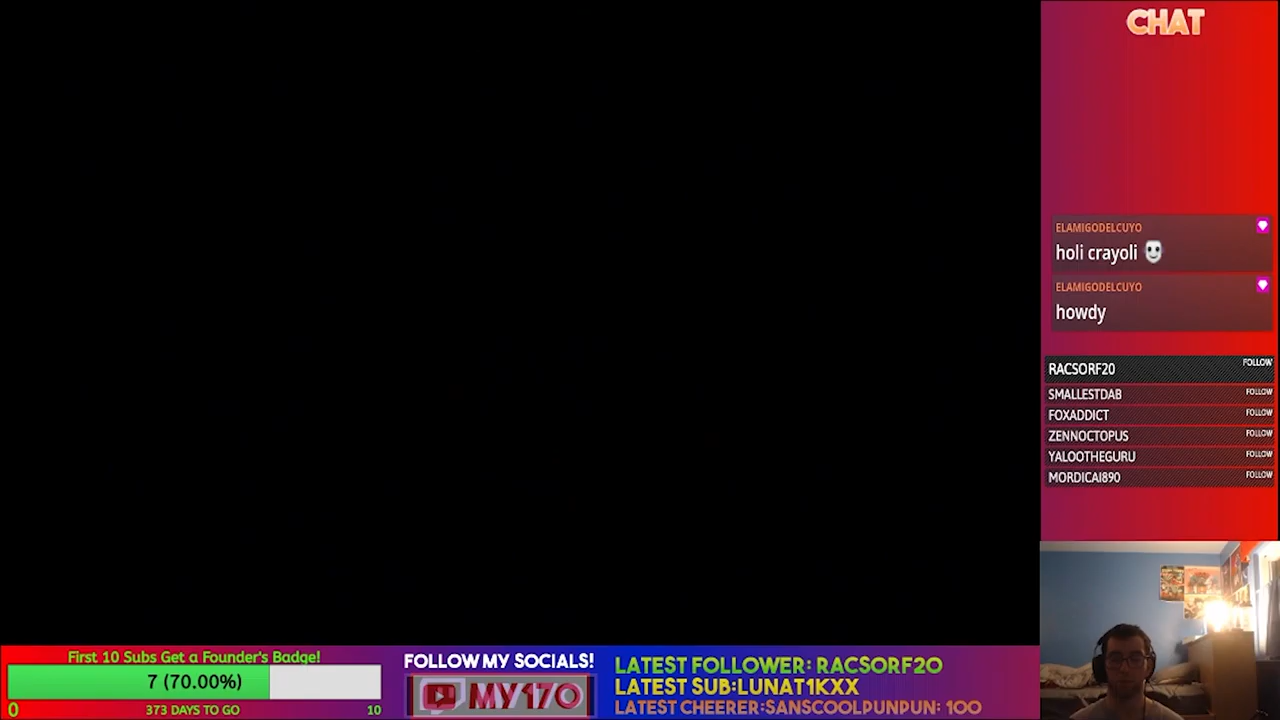 CHAT
ELAMIGODELCUYO
holi crayoli
ELAMIGODELCUYO
howdy
RACSORF20 FOLLOW
SMALLESTDAB FOLLOW
FOXADDICT FOLLOW
ZENNOCTOPUS FOLLOW
YALOOTHEGURU FOLLOW
MORDICAI890 FOLLOW
First 10 Subs Get a Founder's Badge!
7 (70.00%)
0 373 DAYS TO GO 10
FOLLOW MY SOCIALS!
MY170
LATEST FOLLOWER: RACSORF20
LATEST SUB:LUNAT1KXX
LATEST CHEERER:SANSCOOLPUNPUN: 100